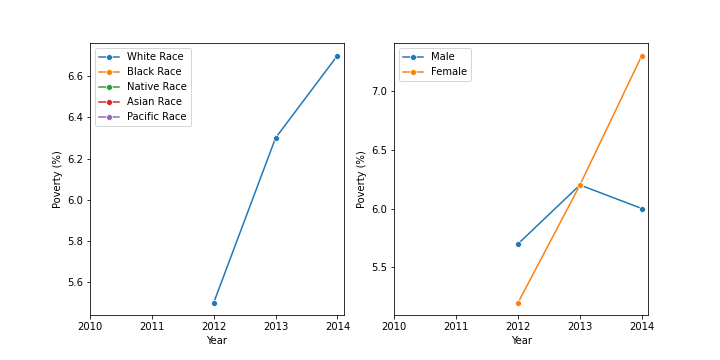 White Race
Black Race
Native Race
Asian Race
Pacific Race
Poverty (%)
6.6
6.4
6.2
6.0
5.8
5.6
2010 2011 2012 2013 2014
Year
Male
Female
Poverty (%)
7.0
6.5
6.0
5.5
2010 2011 2012 2013 2014
Year